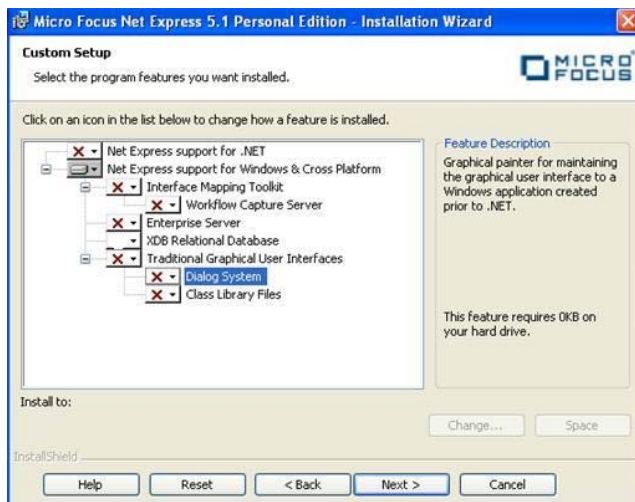 Micro Focus Net Express 5.1 Personal Edition - Installation Wizard
Custom Setup
Select the program features you want installed.
MICRO
FOCUS
Click on an icon in the list below to change how a feature is installed.
Net Express support for .NET
Net Express support for Windows & Cross Platform
Interface Mapping Toolkit
Workflow Capture Server
Enterprise Server
XDB Relational Database
Traditional Graphical User Interfaces
Dialog System
Class Library Files
Feature Description
Graphical painter for maintaining
the graphical user interface to a
Windows application created
prior to .NET.
This feature requires 0KB on
your hard drive.
Install to:
Change...
Space
InstallShield
Help
Reset
< Back
Next >
Cancel